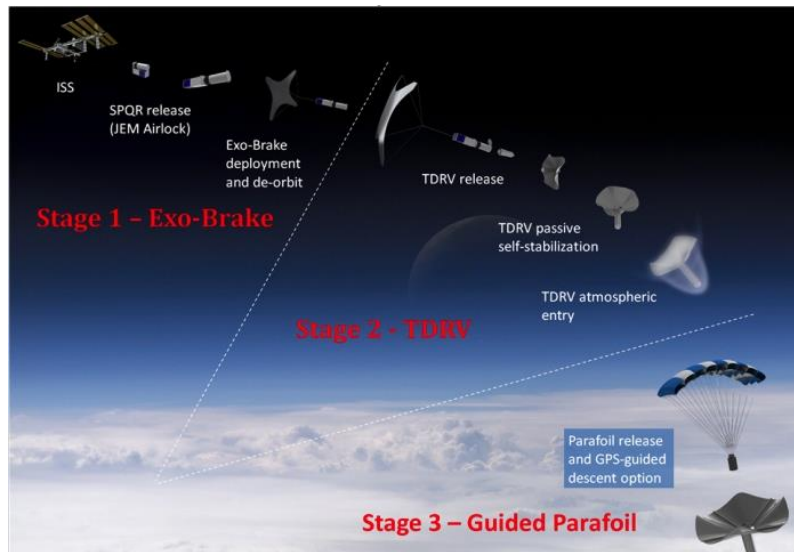 ISS
SPQR release
(JEM Airlock)
Exo-Brake
deployment
and de-orbit
Stage 1 – Exo-Brake
TDRV release
TDRV passive
self-stabilization
TDRV atmospheric
entry
Stage 2 - TDRV
Parafoil release
and GPS-guided
descent option
Stage 3 – Guided Parafoil